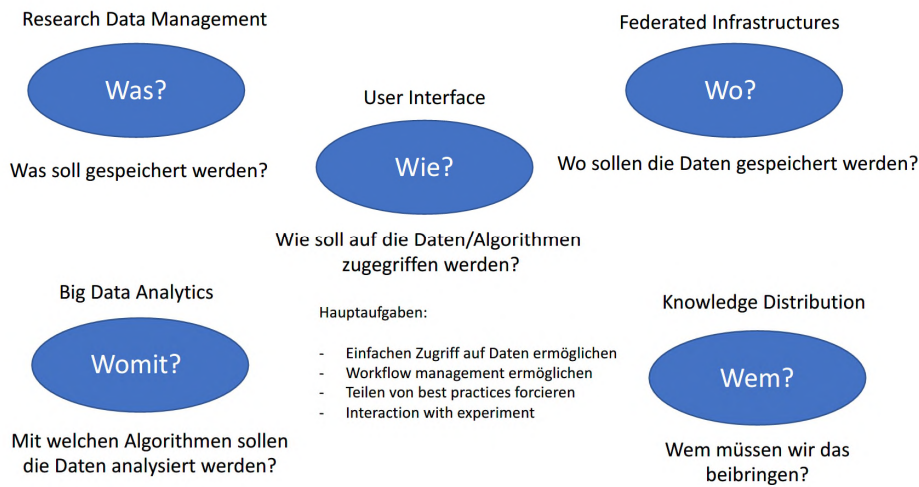 Research Data Management
Was?
Was soll gespeichert werden?
User Interface
Wie?
Wie soll auf die Daten/Algorithmen
zugegriffen werden?
Federated Infrastructures
Wo?
Wo sollen die Daten gespeichert werden?
Big Data Analytics
Womit?
Mit welchen Algorithmen sollen
die Daten analysiert werden?
Hauptaufgaben:
- Einfachen Zugriff auf Daten ermöglichen
- Workflow management ermöglichen
- Teilen von best practices forcieren
- Interaction with experiment
Knowledge Distribution
Wem?
Wem müssen wir das
beibringen?